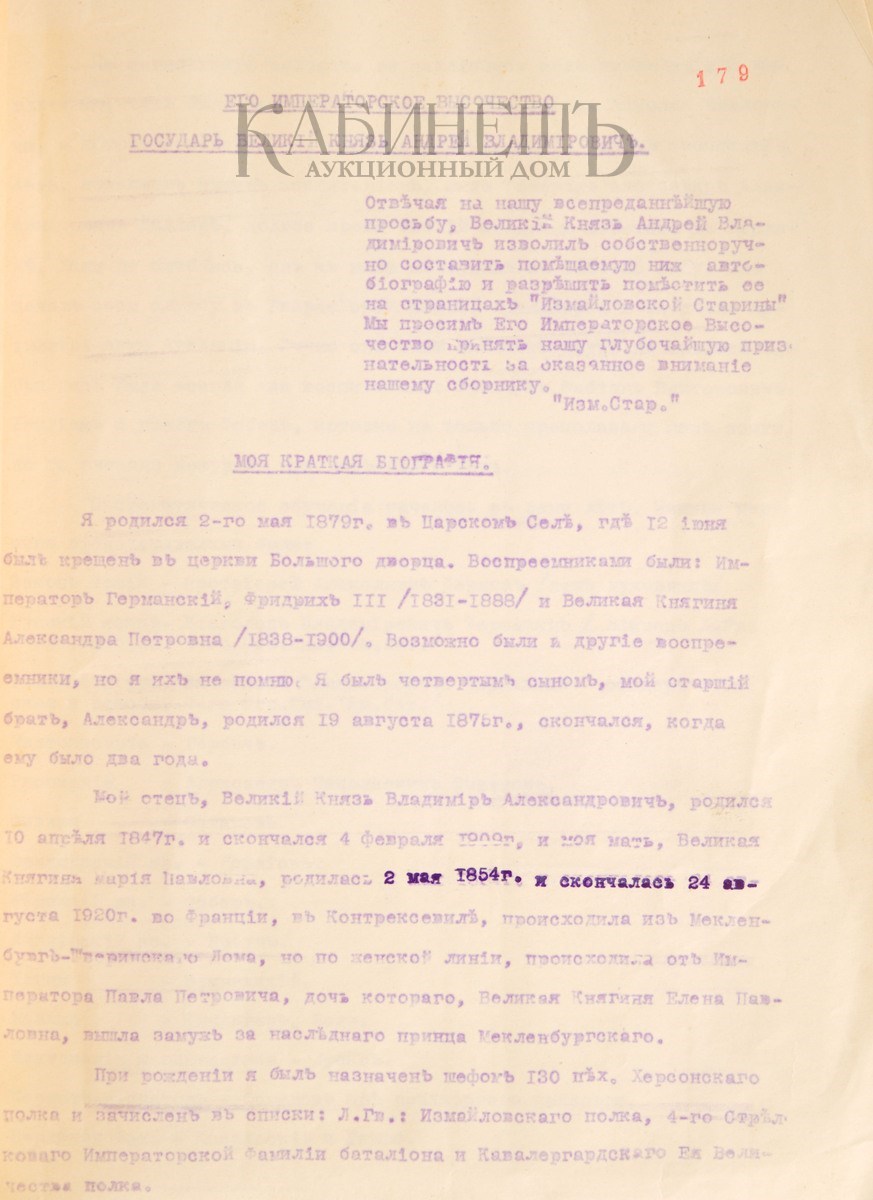 179
ЕГО ИМПЕРАТОРСКОЕ ВЫСОЧЕСТВО
КАБИНЕТЪ
ГОСУДАРЬ ВЕЛИКІЙ КНЯЗЬ АНДРЕЙ ВЛАДИМІРОВИЧЪ.
АУКЦИОННЫЙ ДОМ
Отвѣчая на нашу всепреданнѣйшую
просьбу, Великій Князь Андрей Вла-
диміровичъ изволилъ собственноруч-
но составить помѣщаемую ниже авто-
біографію и разрѣшить помѣстить ее
на страницахъ "Измайловской Старины"
Мы просимъ Его Императорское Высо-
чество принять нашу глубочайшую приз-
нательность за оказанное вниманіе
нашему сборнику.
"Изм.Стар."
МОЯ КРАТКАЯ БІОГРАФІЯ.
Я родился 2-го мая 1879г. въ Царскомъ Селѣ, гдѣ 12 іюня
былъ крещенъ въ церкви Большого дворца. Воспреемниками были: Им-
ператоръ Германскій, Фридрихъ III /1831-1888/ и Великая Княгиня
Александра Петровна /1838-1900/. Возможно были и другіе воспре-
емники, но я ихъ не помню. Я былъ четвертымъ сыномъ, мой старшій
братъ, Александръ, родился 19 августа 1875г., скончался, когда
ему было два года.
Мой отецъ, Великій Князь Владиміръ Александровичъ, родился
10 апрѣля 1847г. и скончался 4 февраля 1909г. и моя мать, Великая
Княгиня Марія Павловна, родилась 2 мая 1854г. и скончалась 24 ав-
густа 1920г. во Франціи, въ Контрексевилѣ, происходила изъ Меклен-
бургъ-Шверинскаго Дома, но по женской линіи, происходила отъ Им-
ператора Павла Петровича, дочь котораго, Великая Княгиня Елена Пав-
ловна, вышла замужъ за наслѣднаго принца Мекленбургскаго.
При рожденіи я былъ назначенъ шефомъ 130 пѣх. Херсонскаго
полка и зачисленъ въ списки: Л.Гв.: Измайловскаго полка, 4-го Стрѣл-
коваго Императорской Фамиліи баталіона и Кавалергардскаго Ея Вели-
чества полка.